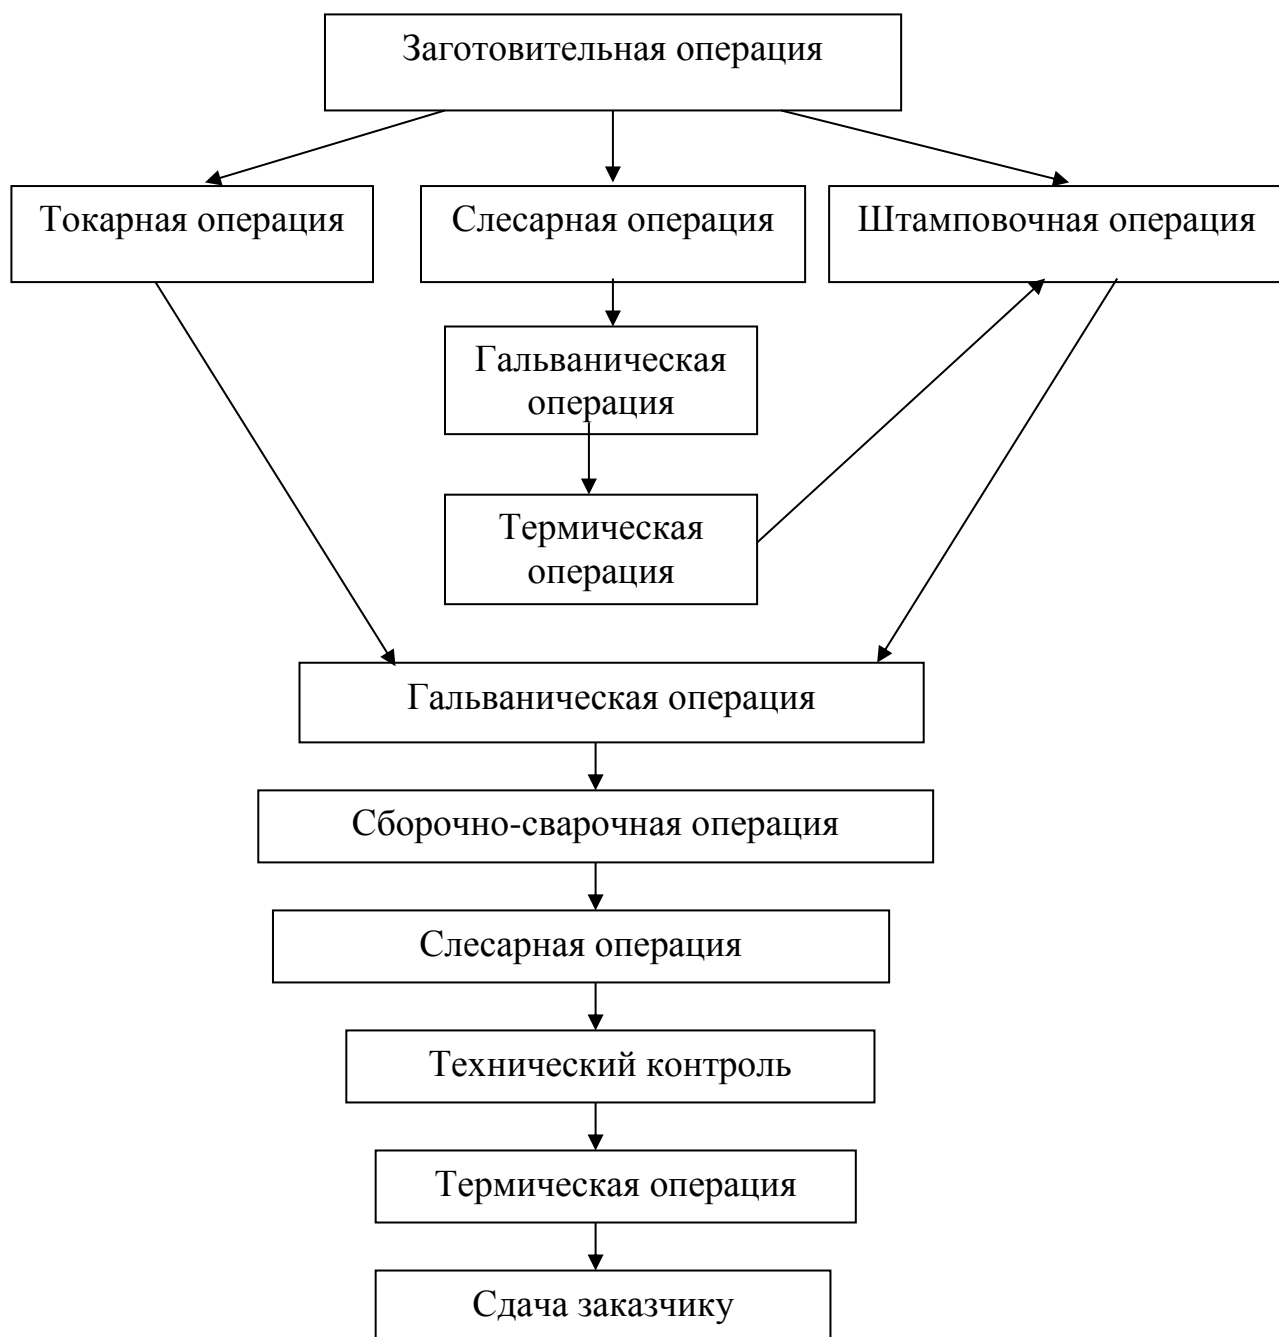 Заготовительная операция
Токарная операция
Слесарная операция
Штамповочная операция
Гальваническая
операция
Термическая
операция
Гальваническая операция
Сборочно-сварочная операция
Слесарная операция
Технический контроль
Термическая операция
Сдача заказчику